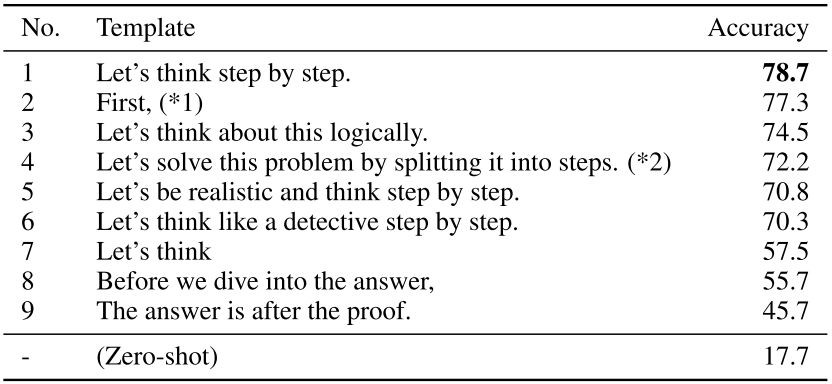 No. Template Accuracy
1 Let's think step by step. 78.7
2 First, (*1) 77.3
3 Let's think about this logically. 74.5
4 Let's solve this problem by splitting it into steps. (*2) 72.2
5 Let's be realistic and think step by step. 70.8
6 Let's think like a detective step by step. 70.3
7 Let's think 57.5
8 Before we dive into the answer, 55.7
9 The answer is after the proof. 45.7
- (Zero-shot) 17.7